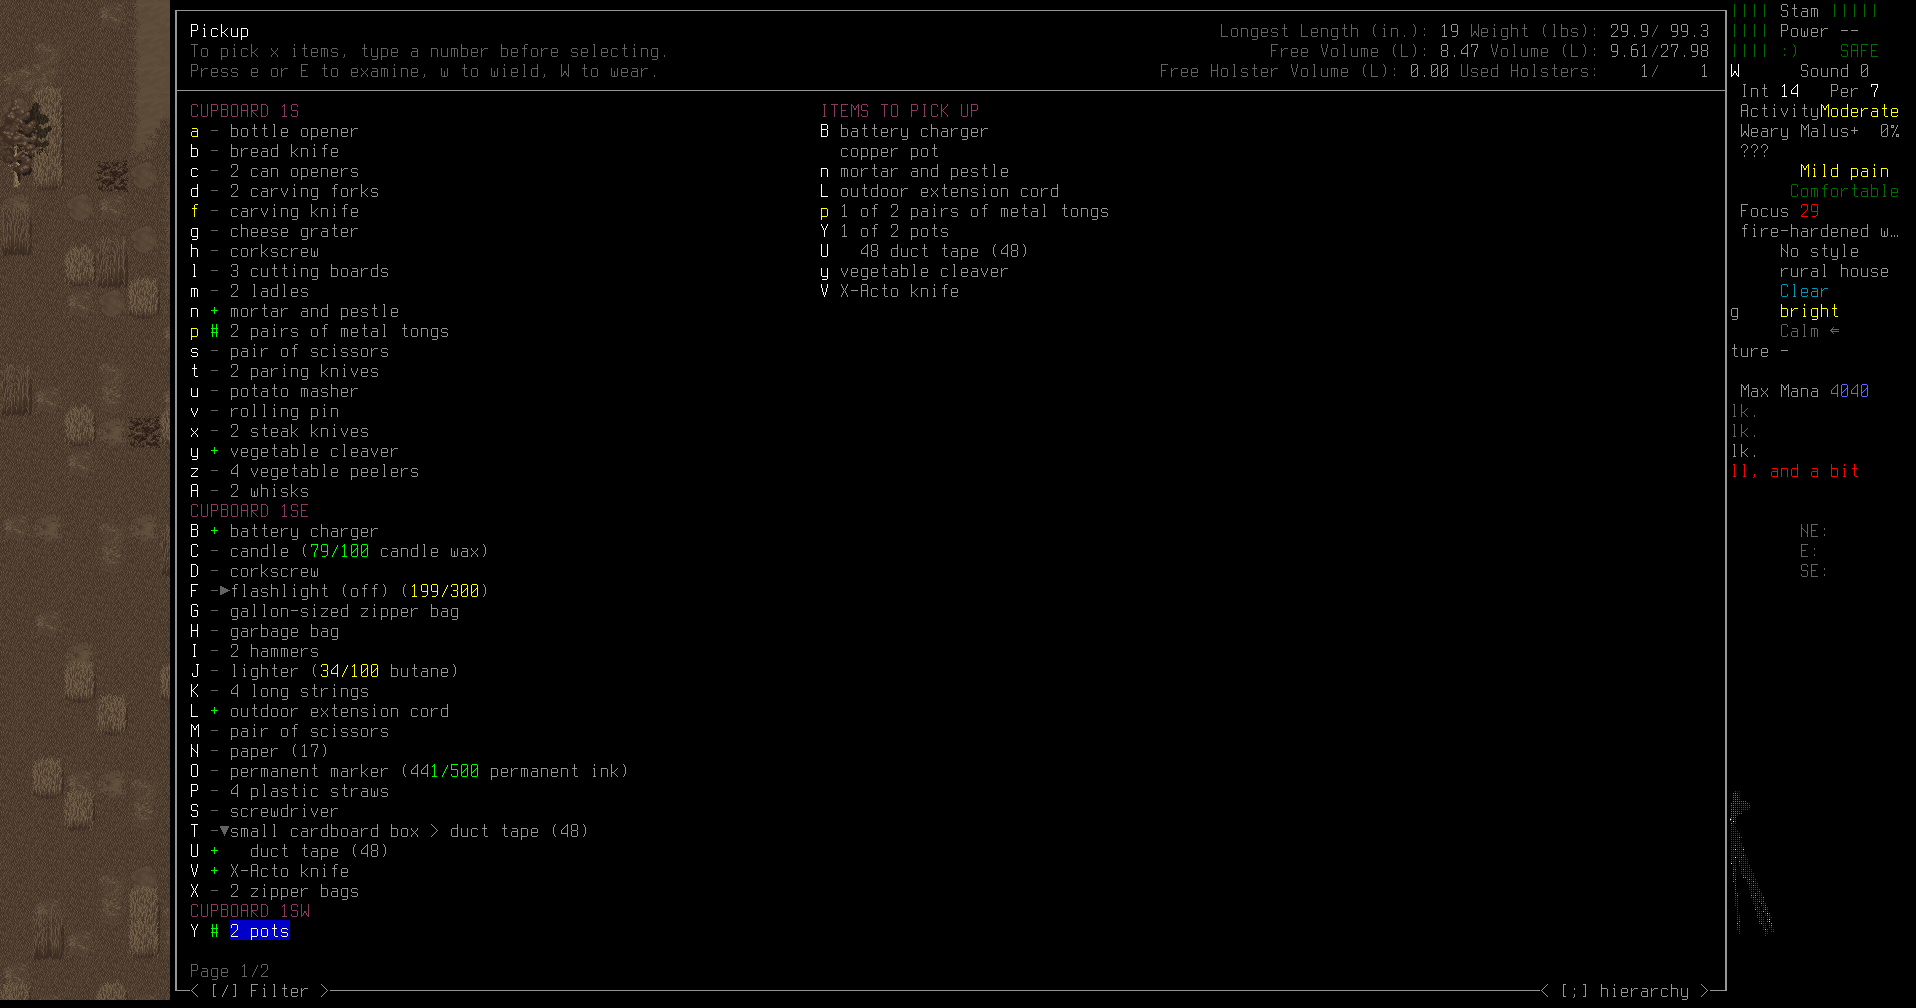 Pickup
To pick x items, type a number before selecting.
Press e or E to examine, w to wield, W to wear.
Longest Length (in.): 19 Weight (lbs): 29.9/ 99.3
Free Volume (L): 8.47 Volume (L): 9.61/27.98
Free Holster Volume (L): 0.00 Used Holsters: 1/ 1
CUPBOARD 1S
a - bottle opener
b - bread knife
c - 2 can openers
d - 2 carving forks
f - carving knife
g - cheese grater
h - corkscrew
l - 3 cutting boards
m - 2 ladles
n + mortar and pestle
p # 2 pairs of metal tongs
s - pair of scissors
t - 2 paring knives
u - potato masher
v - rolling pin
x - 2 steak knives
y + vegetable cleaver
z - 4 vegetable peelers
A - 2 whisks
CUPBOARD 1SE
B + battery charger
C - candle (79/100 candle wax)
D - corkscrew
F -►flashlight (off) (199/300)
G - gallon-sized zipper bag
H - garbage bag
I - 2 hammers
J - lighter (34/100 butane)
K - 4 long strings
L + outdoor extension cord
M - pair of scissors
N - paper (17)
O - permanent marker (441/500 permanent ink)
P - 4 plastic straws
S - screwdriver
T -▼small cardboard box > duct tape (48)
U + duct tape (48)
V + X-Acto knife
X - 2 zipper bags
CUPBOARD 1SW
Y # 2 pots
Page 1/2
< [/] Filter >
ITEMS TO PICK UP
B battery charger
copper pot
n mortar and pestle
L outdoor extension cord
p 1 of 2 pairs of metal tongs
Y 1 of 2 pots
U 48 duct tape (48)
y vegetable cleaver
V X-Acto knife
< [;] hierarchy >
|||| Stam |||||
|||| Power --
|||| :) SAFE
W Sound 0
Int 14 Per 7
ActivityModerate
Weary Malus+ 0%
???
Mild pain
Comfortable
Focus 29
fire-hardened w…
No style
rural house
Clear
g bright
Calm ⇐
ture -
Max Mana 4040
lk.
lk.
lk.
ll, and a bit
NE:
E:
SE: